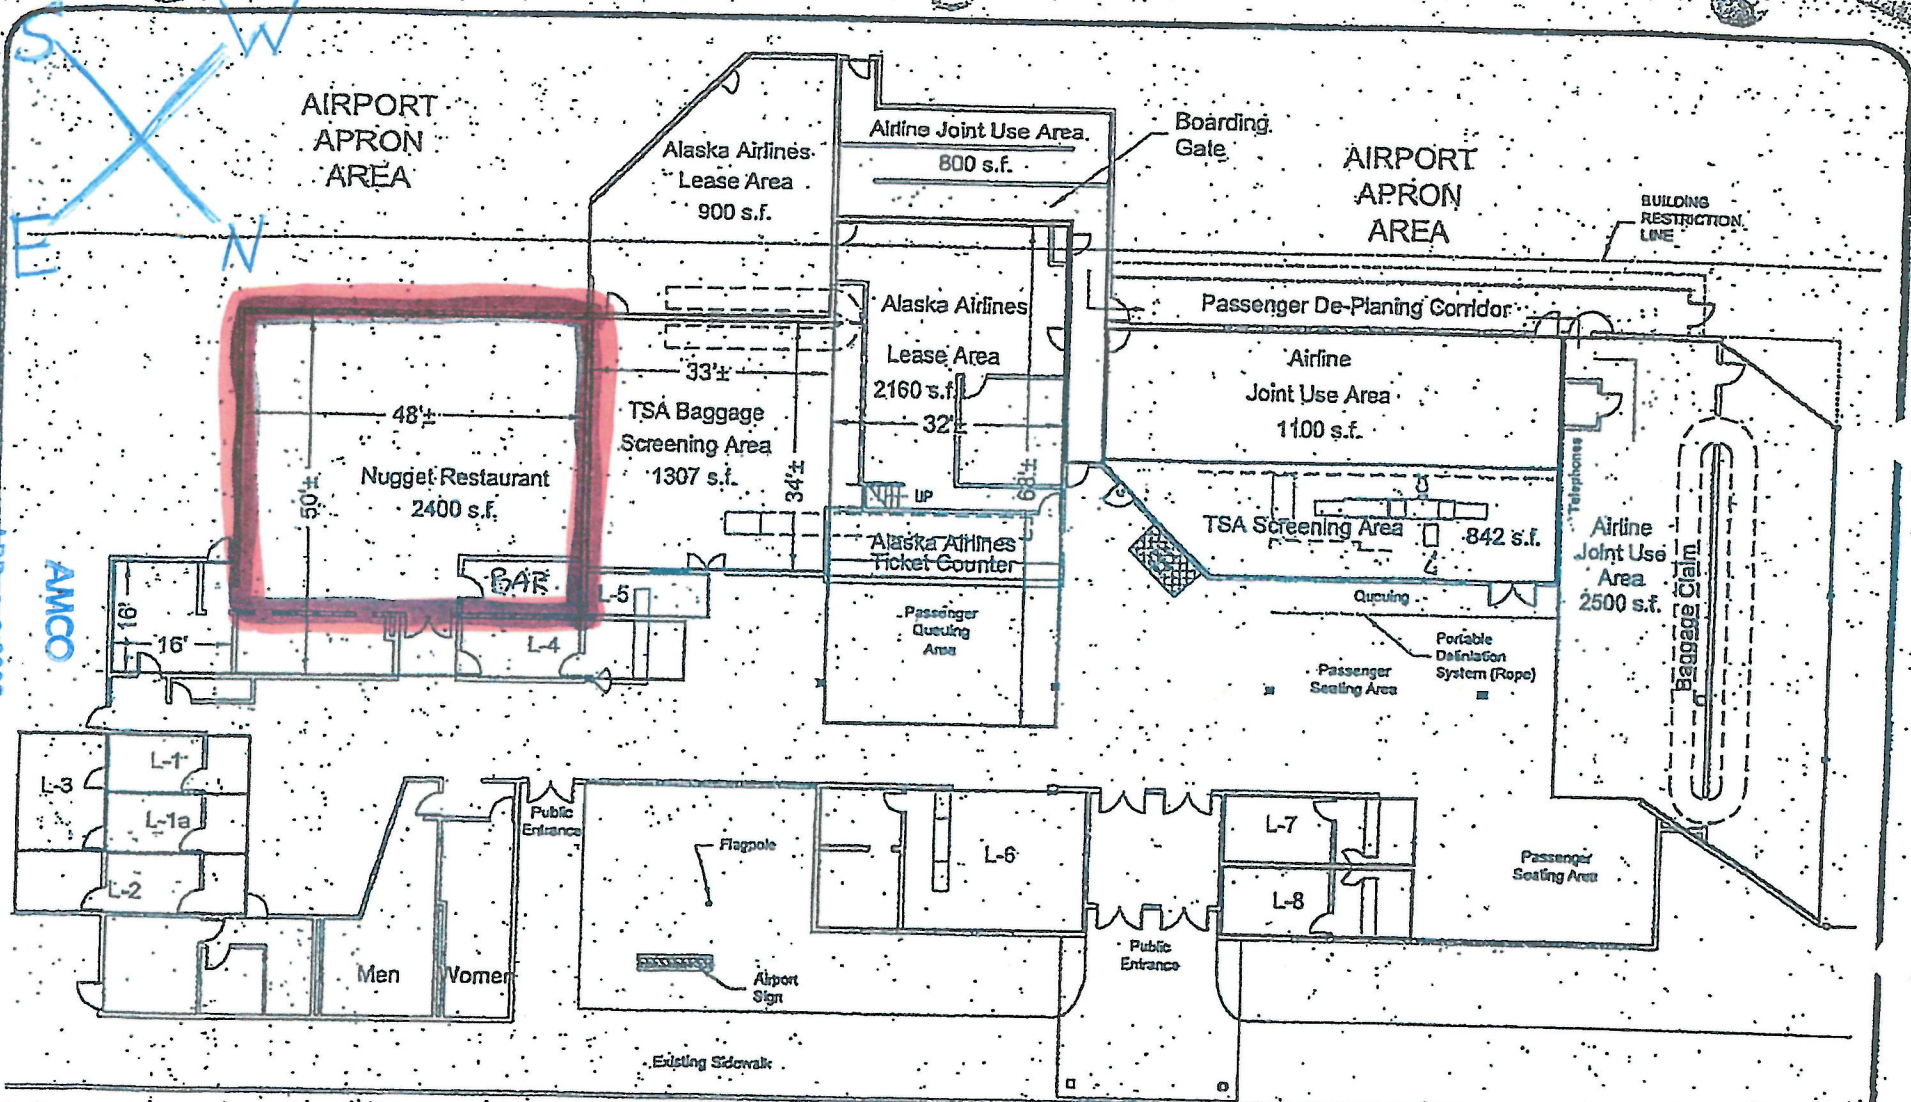 S
W
E
N
AIRPORT
APRON
AREA
Alaska Airlines
Lease Area
900 s.f.
Airline Joint Use Area
800 s.f.
Boarding
Gate
AIRPORT
APRON
AREA
BUILDING
RESTRICTION
LINE
Alaska Airlines
Lease Area
2160 s.f.
32'
68'±
UP
Passenger De-Planing Corridor
Airline
Joint Use Area
1100 s.f.
33'±
TSA Baggage
Screening Area
1307 s.f.
34'±
48'±
Nugget Restaurant
2400 s.f.
50'±
BAR
L-5
L-4
16'
16'
AMCO
Alaska Airlines
Ticket Counter
Passenger
Queuing
Area
TSA Screening Area
842 s.f.
Queuing
Portable
Deliniation
System (Rope)
Passenger
Seating Area
Telephones
Airline
Joint Use
Area
2500 s.f.
Baggage Claim
L-3
L-1
L-1a
L-2
Men
Women
Public
Entrance
Flagpole
Airport
Sign
L-6
L-7
L-8
Public
Entrance
Passenger
Seating Area
Existing Sidewalk